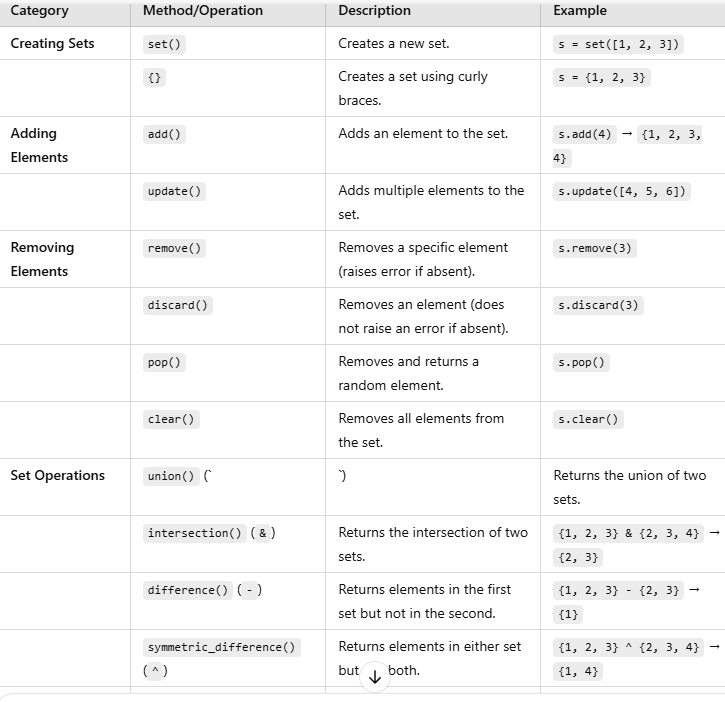 Category Method/Operation Description Example
Creating Sets set() Creates a new set. s = set([1, 2, 3])
{} Creates a set using curly s = {1, 2, 3}
braces.
Adding add() Adds an element to the set. s.add(4) → {1, 2, 3,
Elements 4}
update() Adds multiple elements to the s.update([4, 5, 6])
set.
Removing remove() Removes a specific element s.remove(3)
Elements (raises error if absent).
discard() Removes an element (does s.discard(3)
not raise an error if absent).
pop() Removes and returns a s.pop()
random element.
clear() Removes all elements from s.clear()
the set.
Set Operations union() (` `) Returns the union of two
sets.
intersection() (&) Returns the intersection of two {1, 2, 3} & {2, 3, 4} →
sets. {2, 3}
difference() (-) Returns elements in the first {1, 2, 3} - {2, 3} →
set but not in the second. {1}
symmetric_difference() Returns elements in either set {1, 2, 3} ^ {2, 3, 4} →
(^) but both. {1, 4}